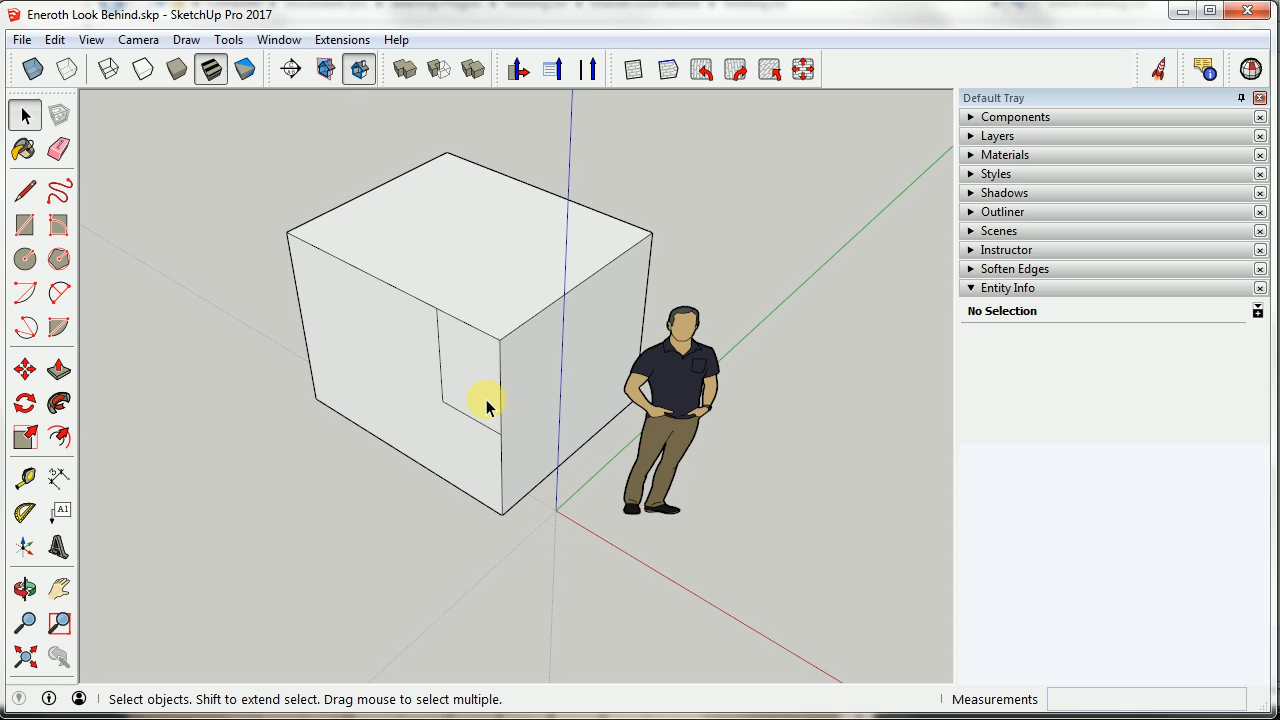 Eneroth Look Behind.skp - SketchUp Pro 2017
File Edit View Camera Draw Tools Window Extensions Help
Default Tray
Components
Layers
Materials
Styles
Shadows
Outliner
Scenes
Instructor
Soften Edges
Entity Info
No Selection
A1
Select objects. Shift to extend select. Drag mouse to select multiple.
Measurements